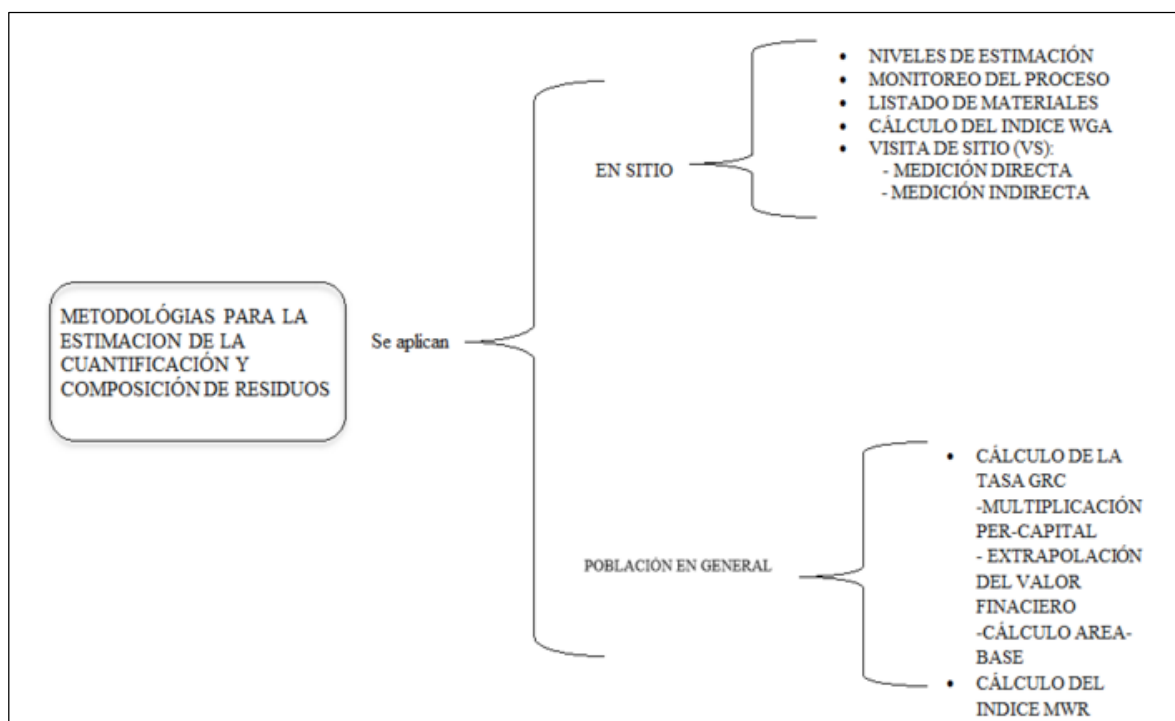 METODOLÓGIAS PARA LA
ESTIMACION DE LA
CUANTIFICACIÓN Y
COMPOSICIÓN DE RESIDUOS
Se aplican
EN SITIO
• NIVELES DE ESTIMACIÓN
• MONITOREO DEL PROCESO
• LISTADO DE MATERIALES
• CÁLCULO DEL INDICE WGA
• VISITA DE SITIO (VS):
- MEDICIÓN DIRECTA
- MEDICIÓN INDIRECTA
POBLACIÓN EN GENERAL
• CÁLCULO DE LA
TASA GRC
-MULTIPLICACIÓN
PER-CAPITAL
- EXTRAPOLACIÓN
DEL VALOR
FINACIERO
-CÁLCULO AREA-
BASE
• CÁLCULO DEL
INDICE MWR